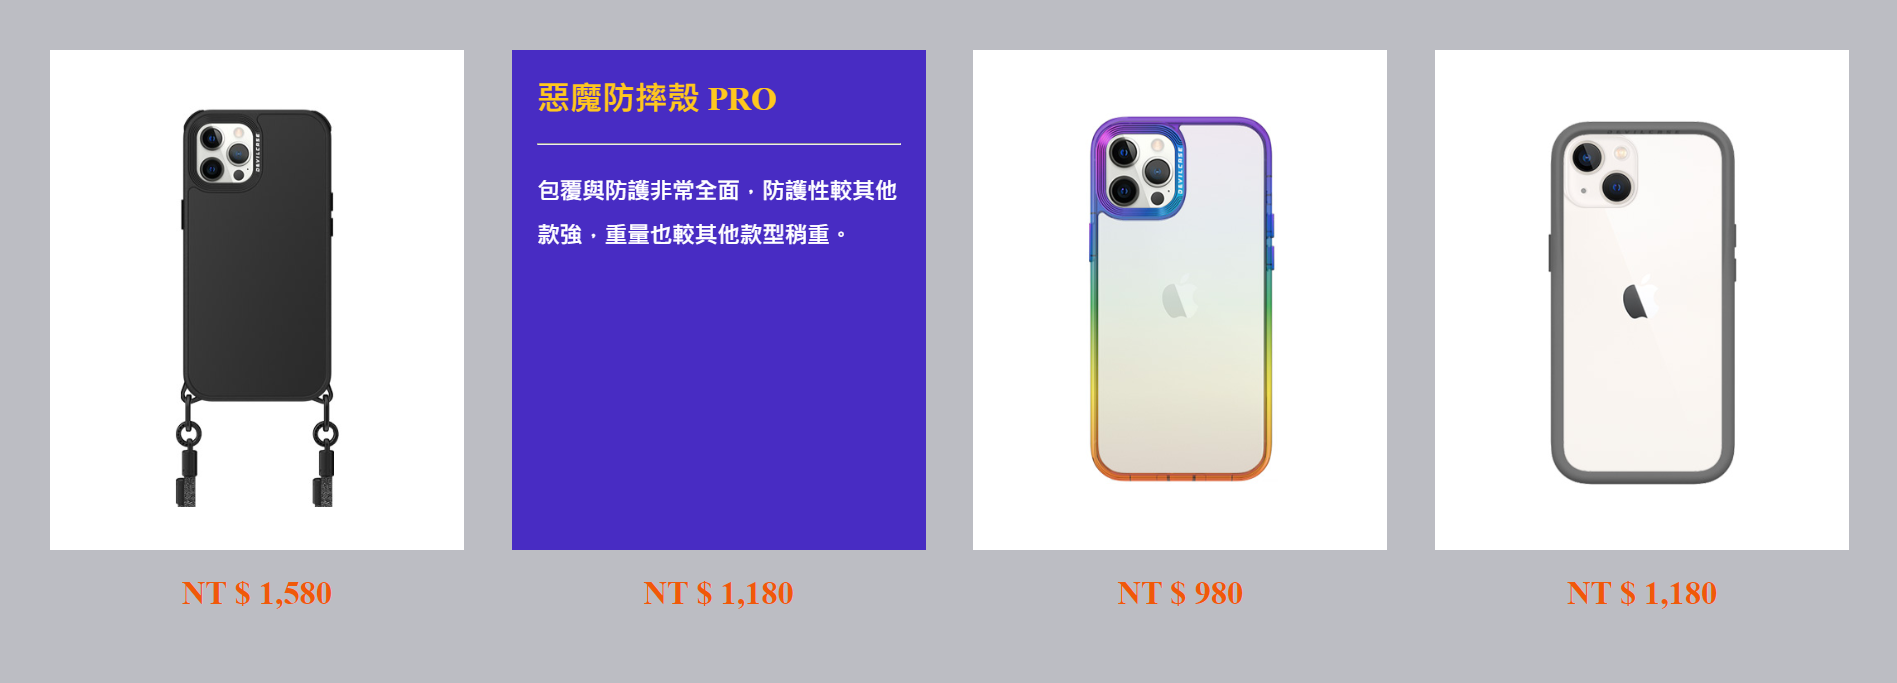 DEVILCASE
惡魔防摔殼 PRO
包覆與防護非常全面，防護性較其他
款強，重量也較其他款型稍重。
DEVILCASE
NT $ 1,580
NT $ 1,180
NT $ 980
NT $ 1,180